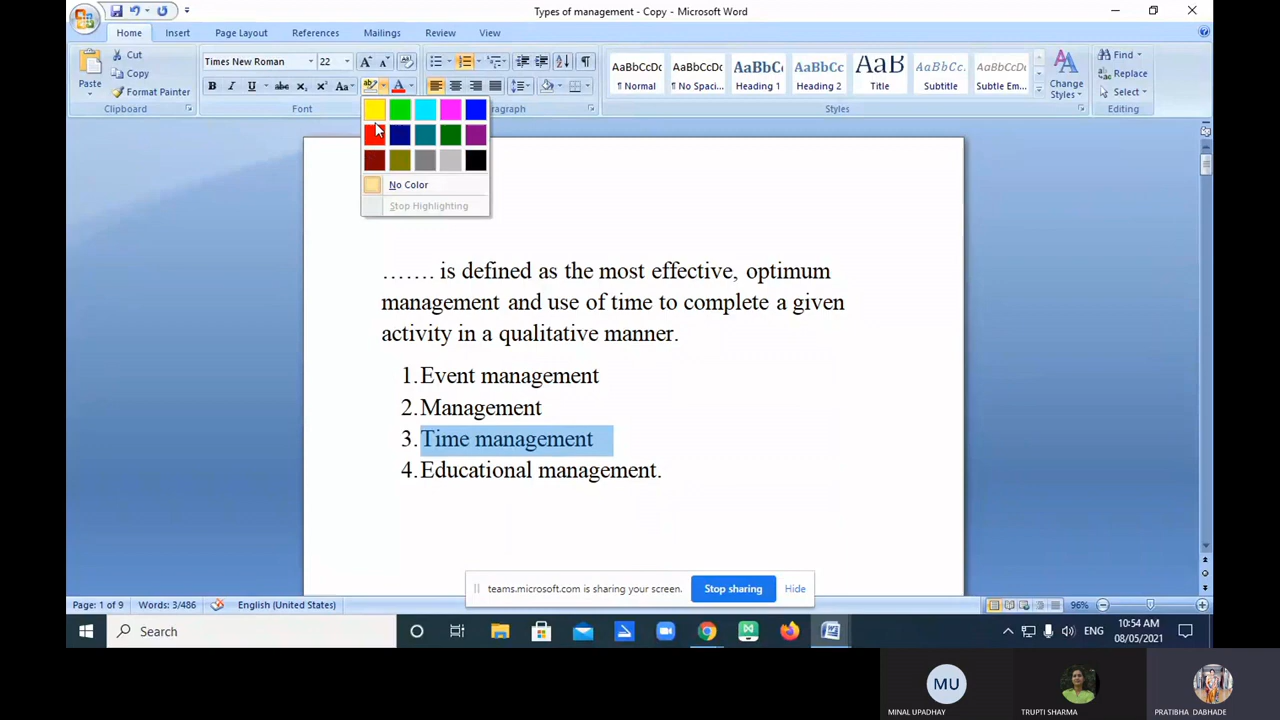 Types of management - Copy - Microsoft Word
Home Insert Page Layout References Mailings Review View
Paste
Cut
Copy
Format Painter
Clipboard
Times New Roman 22
B I U abc x₂ x² Aa
Font
Paragraph
AaBbCcDc AaBbCcDc AaBbCc AaBbCc AaB AaBbCc. AaBbCcDc
¶ Normal ¶ No Spaci... Heading 1 Heading 2 Title Subtitle Subtle Em...
Change Styles
Styles
Find
Replace
Select
Editing
No Color
Stop Highlighting
……. is defined as the most effective, optimum
management and use of time to complete a given
activity in a qualitative manner.
1. Event management
2. Management
3. Time management
4. Educational management.
teams.microsoft.com is sharing your screen. Stop sharing Hide
Page: 1 of 9 Words: 3/486 English (United States) 96%
Search ENG 10:54 AM
08/05/2021
MU
MINAL UPADHAY TRUPTI SHARMA PRATIBHA DABHADE